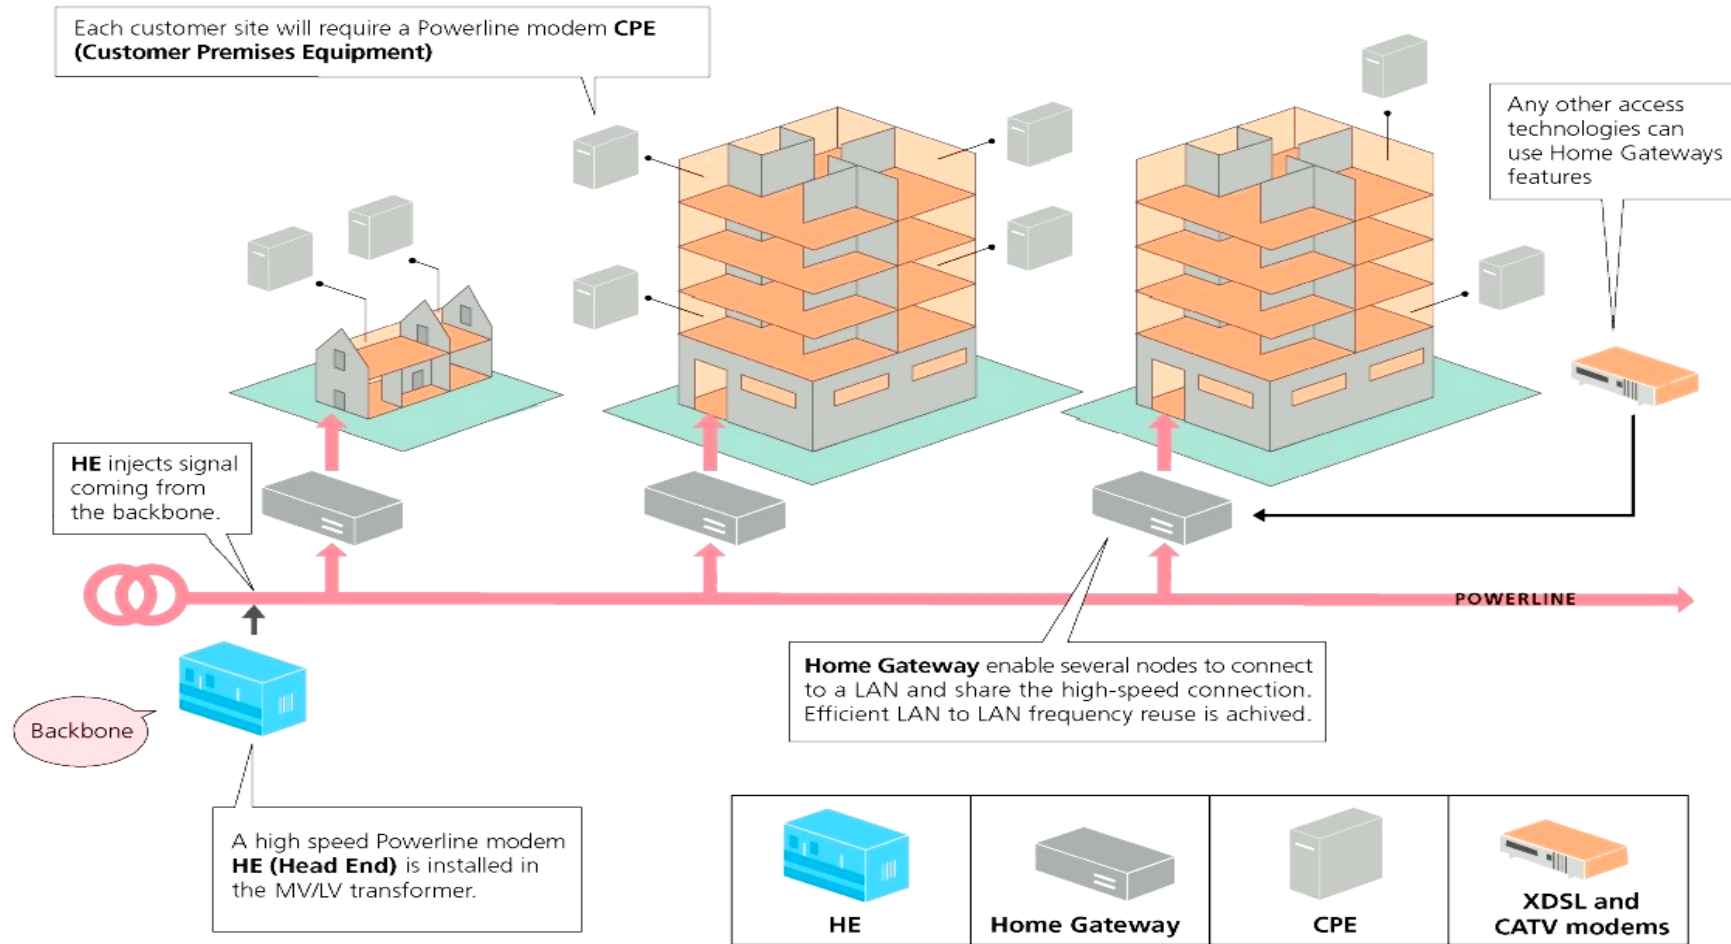 Each customer site will require a Powerline modem CPE
(Customer Premises Equipment)
Any other access
technologies can
use Home Gateways
features
HE injects signal
coming from
the backbone.
POWERLINE
Home Gateway enable several nodes to connect
to a LAN and share the high-speed connection.
Efficient LAN to LAN frequency reuse is achived.
Backbone
A high speed Powerline modem
HE (Head End) is installed in
the MV/LV transformer.
HE
Home Gateway
CPE
XDSL and
CATV modems